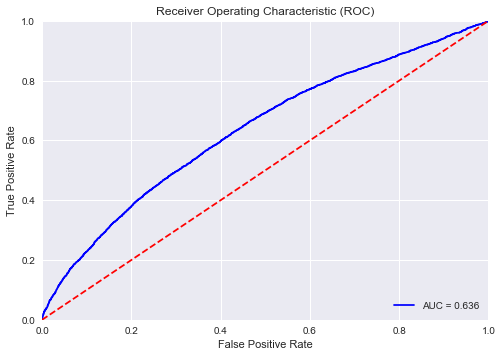 Receiver Operating Characteristic (ROC)
1.0
0.8
0.6
0.4
0.2
0.0
True Positive Rate
AUC = 0.636
0.0 0.2 0.4 0.6 0.8 1.0
False Positive Rate